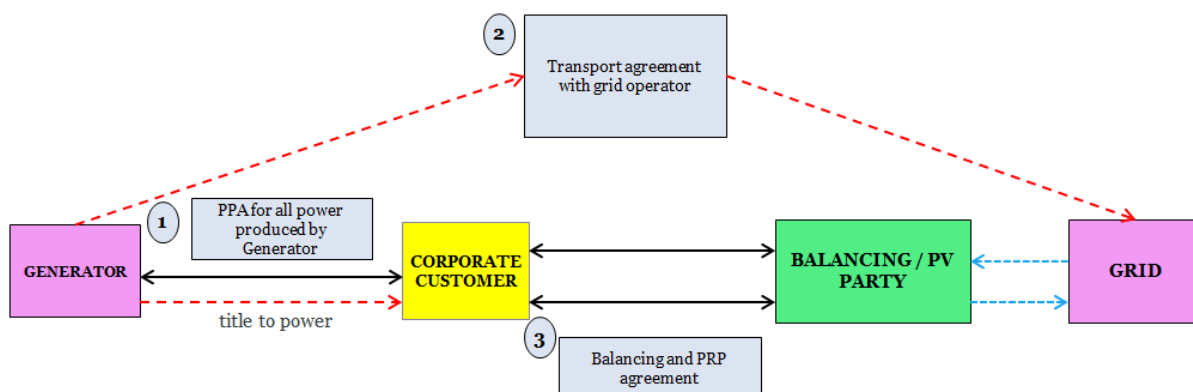 2
Transport agreement
with grid operator
1
PPA for all power
produced by
Generator
GENERATOR
CORPORATE
CUSTOMER
BALANCING / PV
PARTY
GRID
title to power
3
Balancing and PRP
agreement